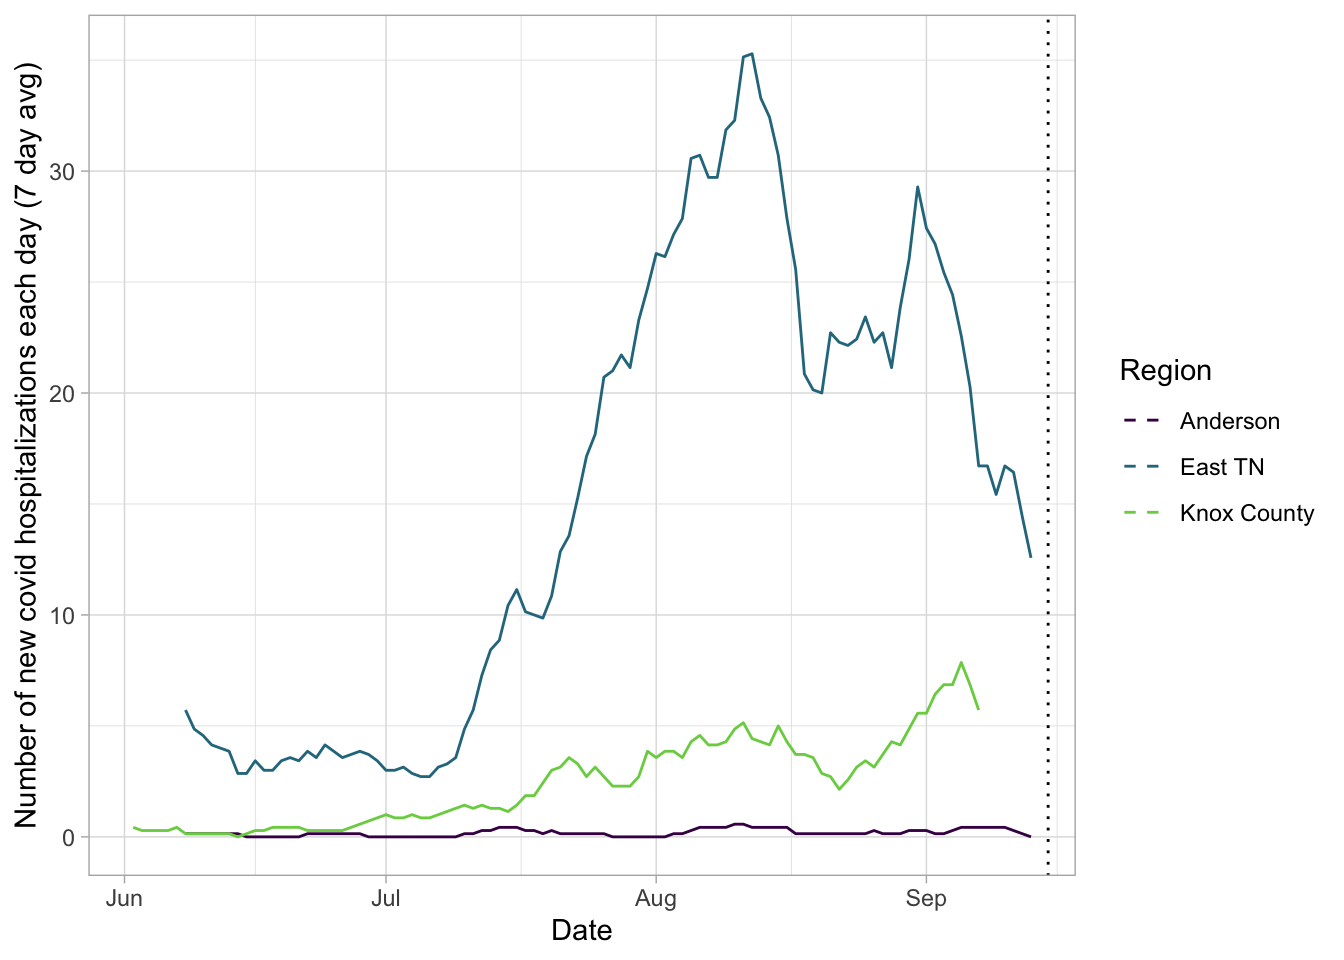 Number of new covid hospitalizations each day (7 day avg)
30
20
10
0
Jun
Jul
Aug
Sep
Date
Region
Anderson
East TN
Knox County